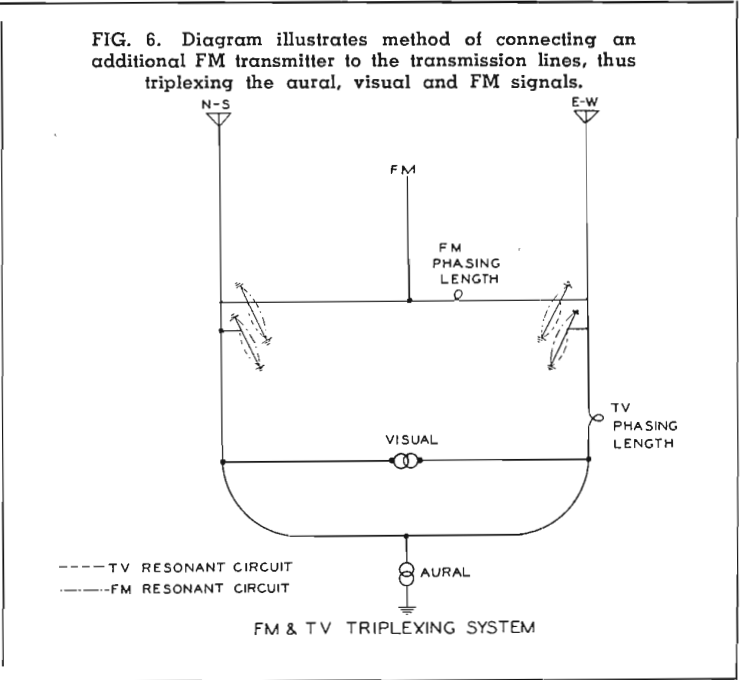 FIG. 6. Diagram illustrates method of connecting an
additional FM transmitter to the transmission lines, thus
triplexing the aural, visual and FM signals.
N-S
E-W
FM
FM
PHASING
LENGTH
TV
PHASING
LENGTH
VISUAL
AURAL
TV RESONANT CIRCUIT
FM RESONANT CIRCUIT
FM & TV TRIPLEXING SYSTEM